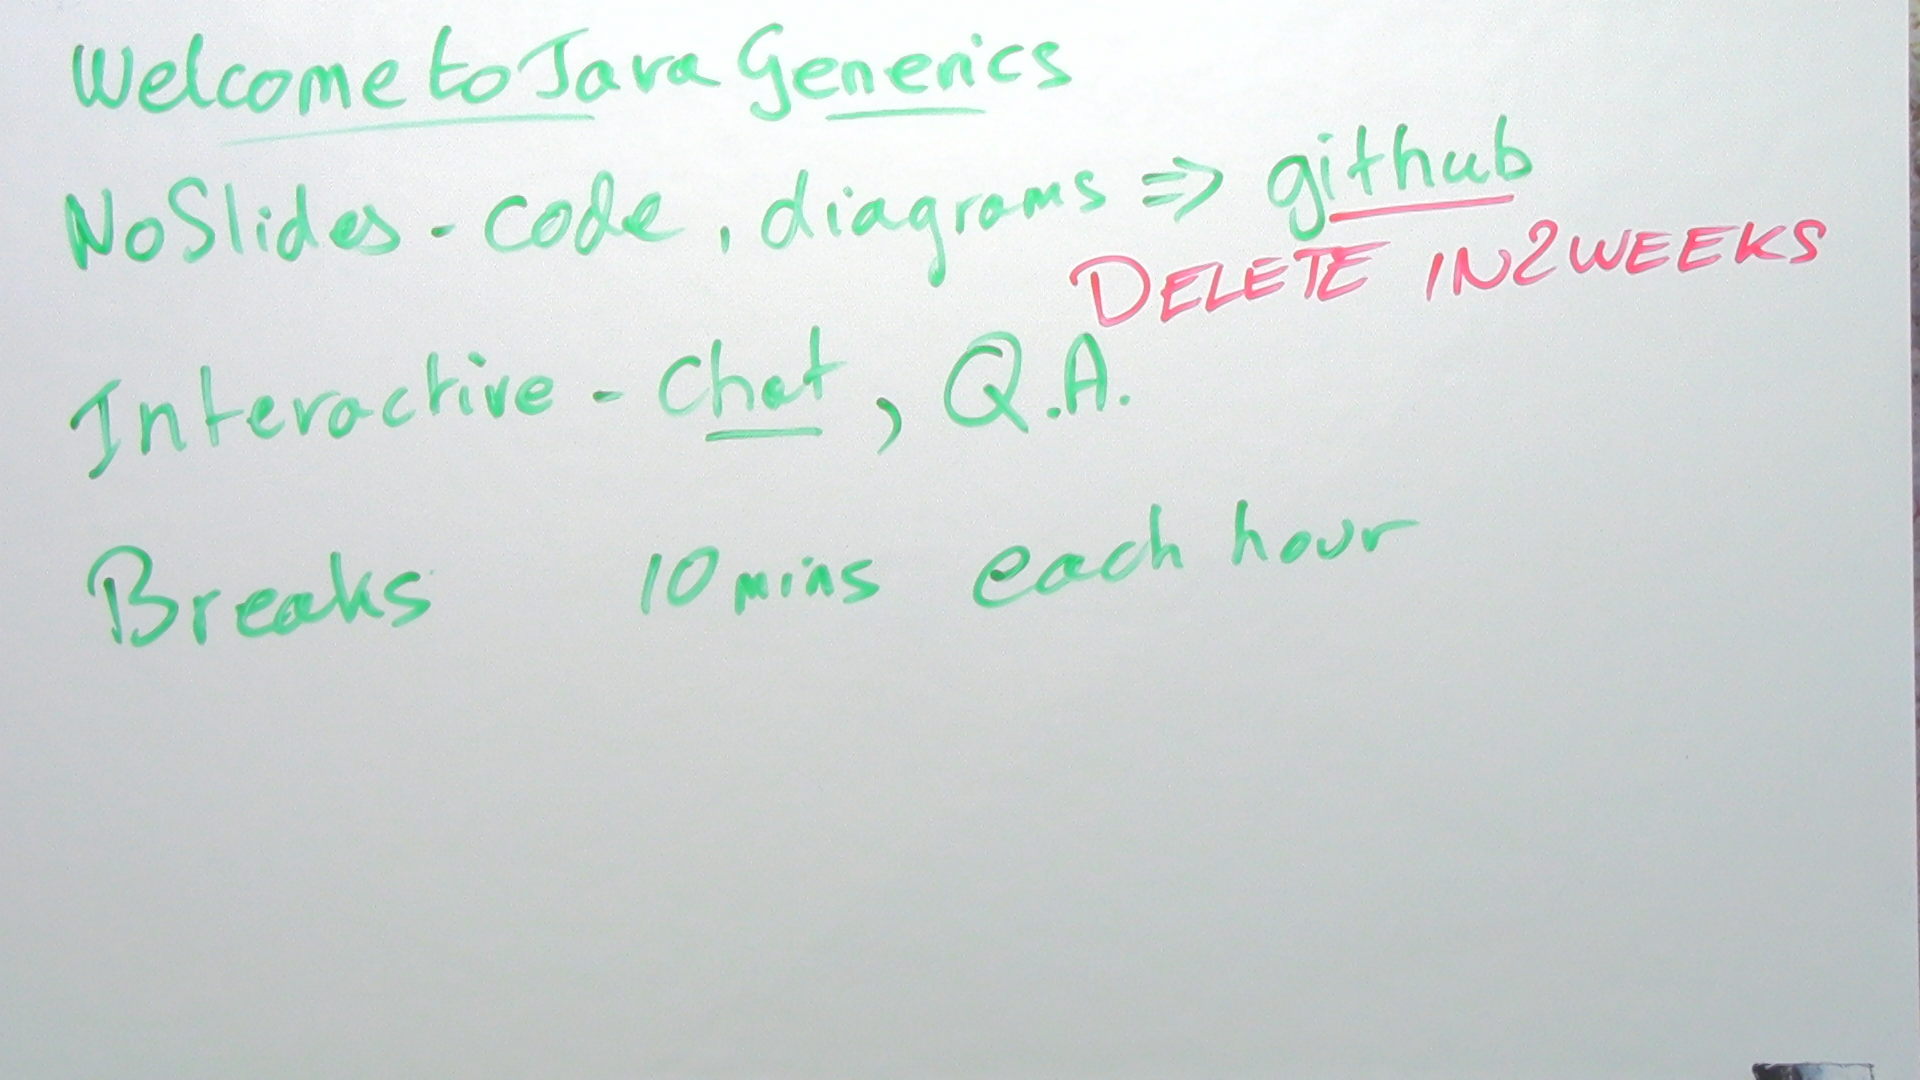 Welcome to Java Generics
No Slides - code, diagrams ⇒ github
DELETE IN 2 WEEKS
Interactive - Chat, Q.A.
Breaks 10 mins each hour